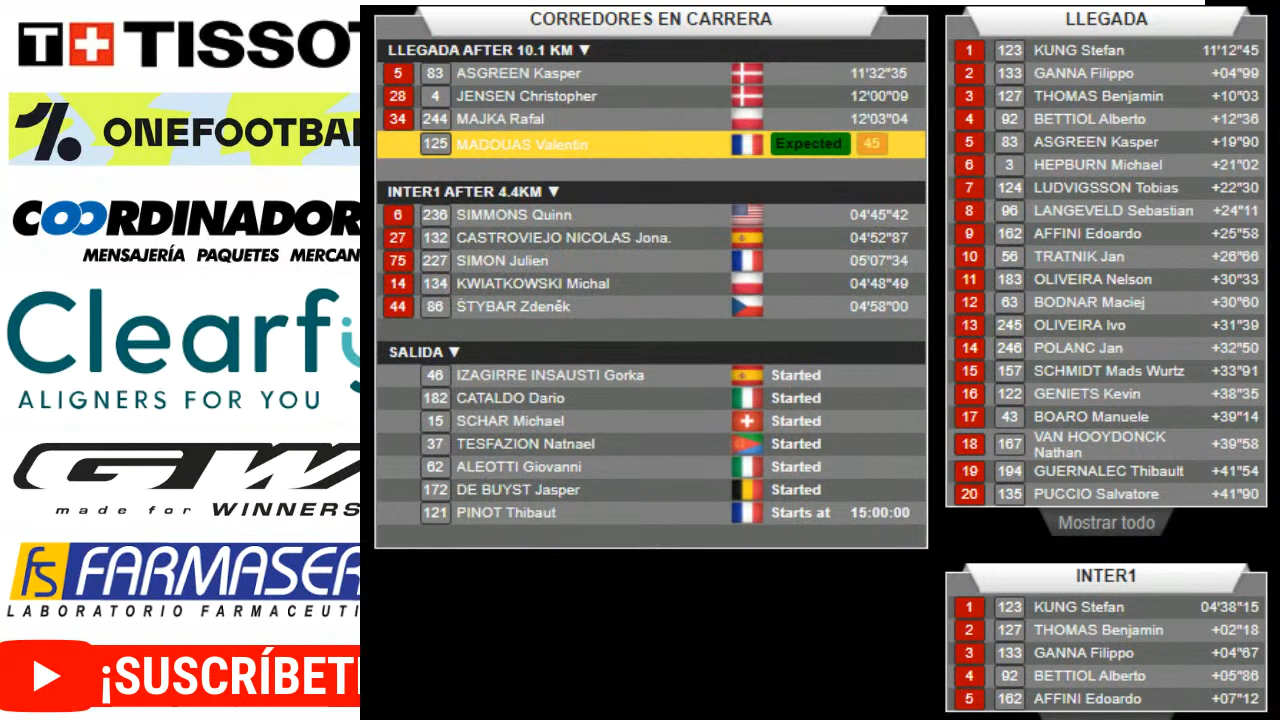 T+ TISSOT
1. ONEFOOTBAL
COORDINADOR
MENSAJERÍA PAQUETES MERCAN
Clearfy
ALIGNERS FOR YOU
GW
made for WINNERS
fs FARMASER
LABORATORIO FARMACEUTI
¡SUSCRÍBETE
CORREDORES EN CARRERA
LLEGADA AFTER 10.1 KM ▼
5 83 ASGREEN Kasper 11'32"35
28 4 JENSEN Christopher 12'00"09
34 244 MAJKA Rafal 12'03"04
125 MADOUAS Valentin Expected 45
INTER1 AFTER 4.4KM ▼
6 236 SIMMONS Quinn 04'45"42
27 132 CASTROVIEJO NICOLAS Jona. 04'52"87
75 227 SIMON Julien 05'07"34
14 134 KWIATKOWSKI Michal 04'48"49
44 86 ŠTYBAR Zdeněk 04'58"00
SALIDA ▼
46 IZAGIRRE INSAUSTI Gorka Started
182 CATALDO Dario Started
15 SCHAR Michael Started
37 TESFAZION Natnael Started
62 ALEOTTI Giovanni Started
172 DE BUYST Jasper Started
121 PINOT Thibaut Starts at 15:00:00
LLEGADA
1 123 KUNG Stefan 11'12"45
2 133 GANNA Filippo +04"99
3 127 THOMAS Benjamin +10"03
4 92 BETTIOL Alberto +12"36
5 83 ASGREEN Kasper +19"90
6 3 HEPBURN Michael +21"02
7 124 LUDVIGSSON Tobias +22"30
8 96 LANGEVELD Sebastian +24"11
9 162 AFFINI Edoardo +25"58
10 56 TRATNIK Jan +26"66
11 183 OLIVEIRA Nelson +30"33
12 63 BODNAR Maciej +30"60
13 245 OLIVEIRA Ivo +31"39
14 246 POLANC Jan +32"50
15 157 SCHMIDT Mads Wurtz +33"91
16 122 GENIETS Kevin +38"35
17 43 BOARO Manuele +39"14
18 167 VAN HOOYDONCK +39"58
Nathan
19 194 GUERNALEC Thibault +41"54
20 135 PUCCIO Salvatore +41"90
Mostrar todo
INTER1
1 123 KUNG Stefan 04'38"15
2 127 THOMAS Benjamin +02"18
3 133 GANNA Filippo +04"67
4 92 BETTIOL Alberto +05"86
5 162 AFFINI Edoardo +07"12